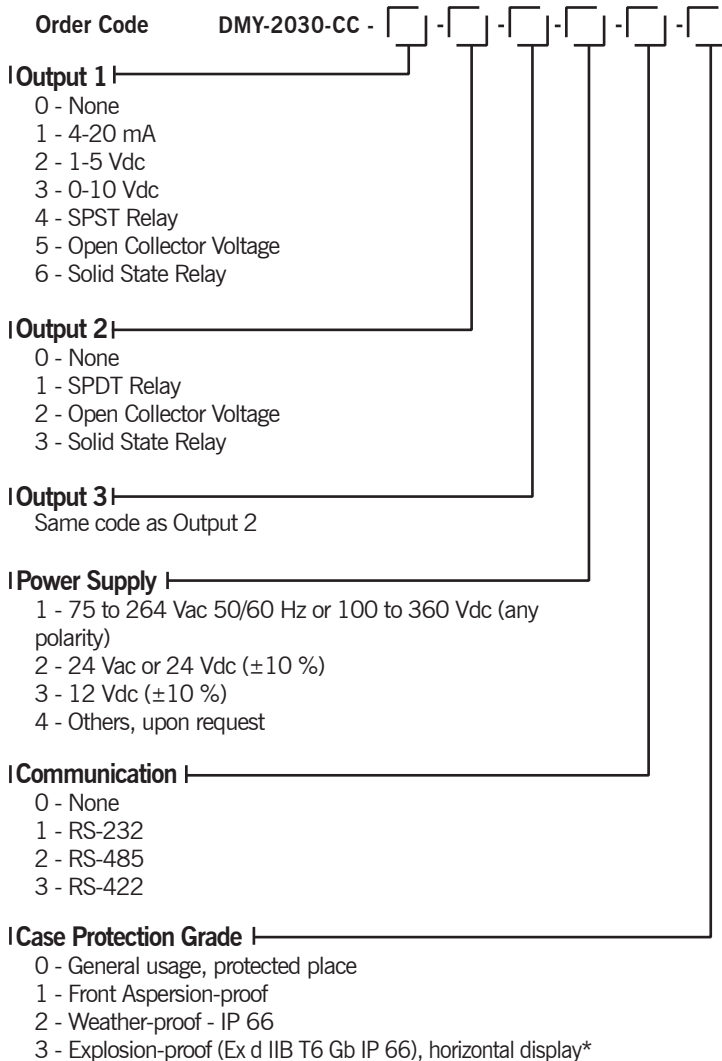 Order Code DMY-2030-CC - - - - - -
Output 1
0 - None
1 - 4-20 mA
2 - 1-5 Vdc
3 - 0-10 Vdc
4 - SPST Relay
5 - Open Collector Voltage
6 - Solid State Relay
Output 2
0 - None
1 - SPDT Relay
2 - Open Collector Voltage
3 - Solid State Relay
Output 3
Same code as Output 2
Power Supply
1 - 75 to 264 Vac 50/60 Hz or 100 to 360 Vdc (any
polarity)
2 - 24 Vac or 24 Vdc (±10 %)
3 - 12 Vdc (±10 %)
4 - Others, upon request
Communication
0 - None
1 - RS-232
2 - RS-485
3 - RS-422
Case Protection Grade
0 - General usage, protected place
1 - Front Aspersion-proof
2 - Weather-proof - IP 66
3 - Explosion-proof (Ex d IIB T6 Gb IP 66), horizontal display*